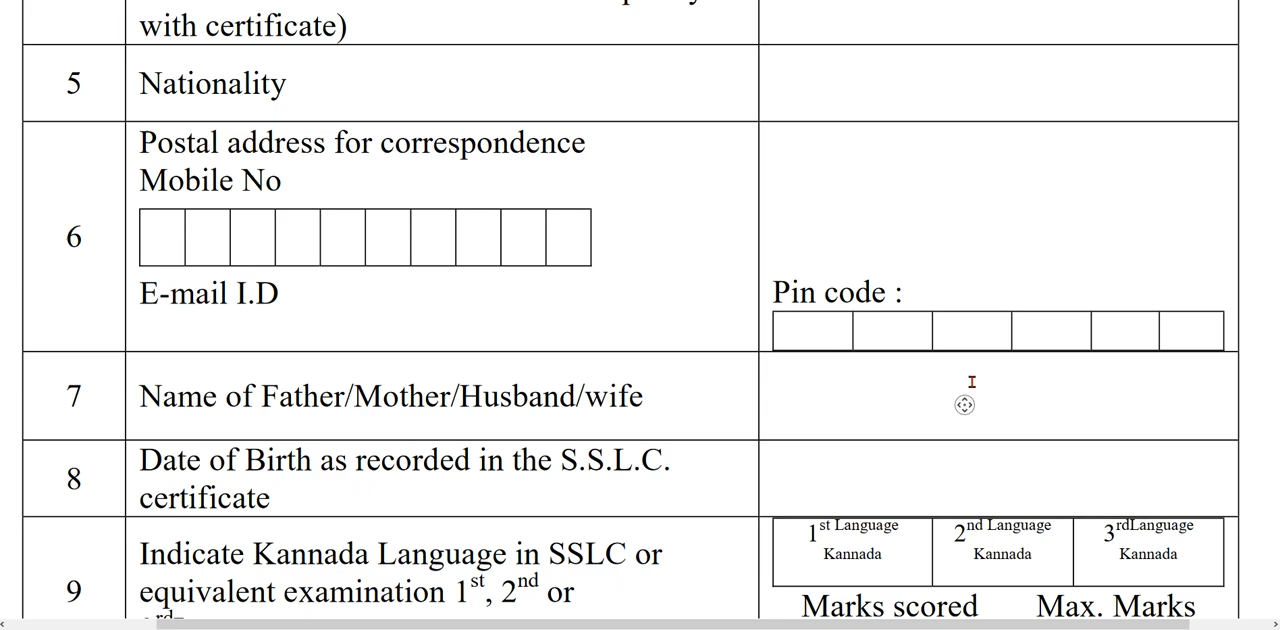 with certificate)
5 Nationality
Postal address for correspondence
Mobile No
6
E-mail I.D
Pin code :
7 Name of Father/Mother/Husband/wife
8 Date of Birth as recorded in the S.S.L.C.
certificate
9 Indicate Kannada Language in SSLC or
equivalent examination 1st, 2nd or
1st Language Kannada
2nd Language Kannada
3rdLanguage Kannada
Marks scored Max. Marks